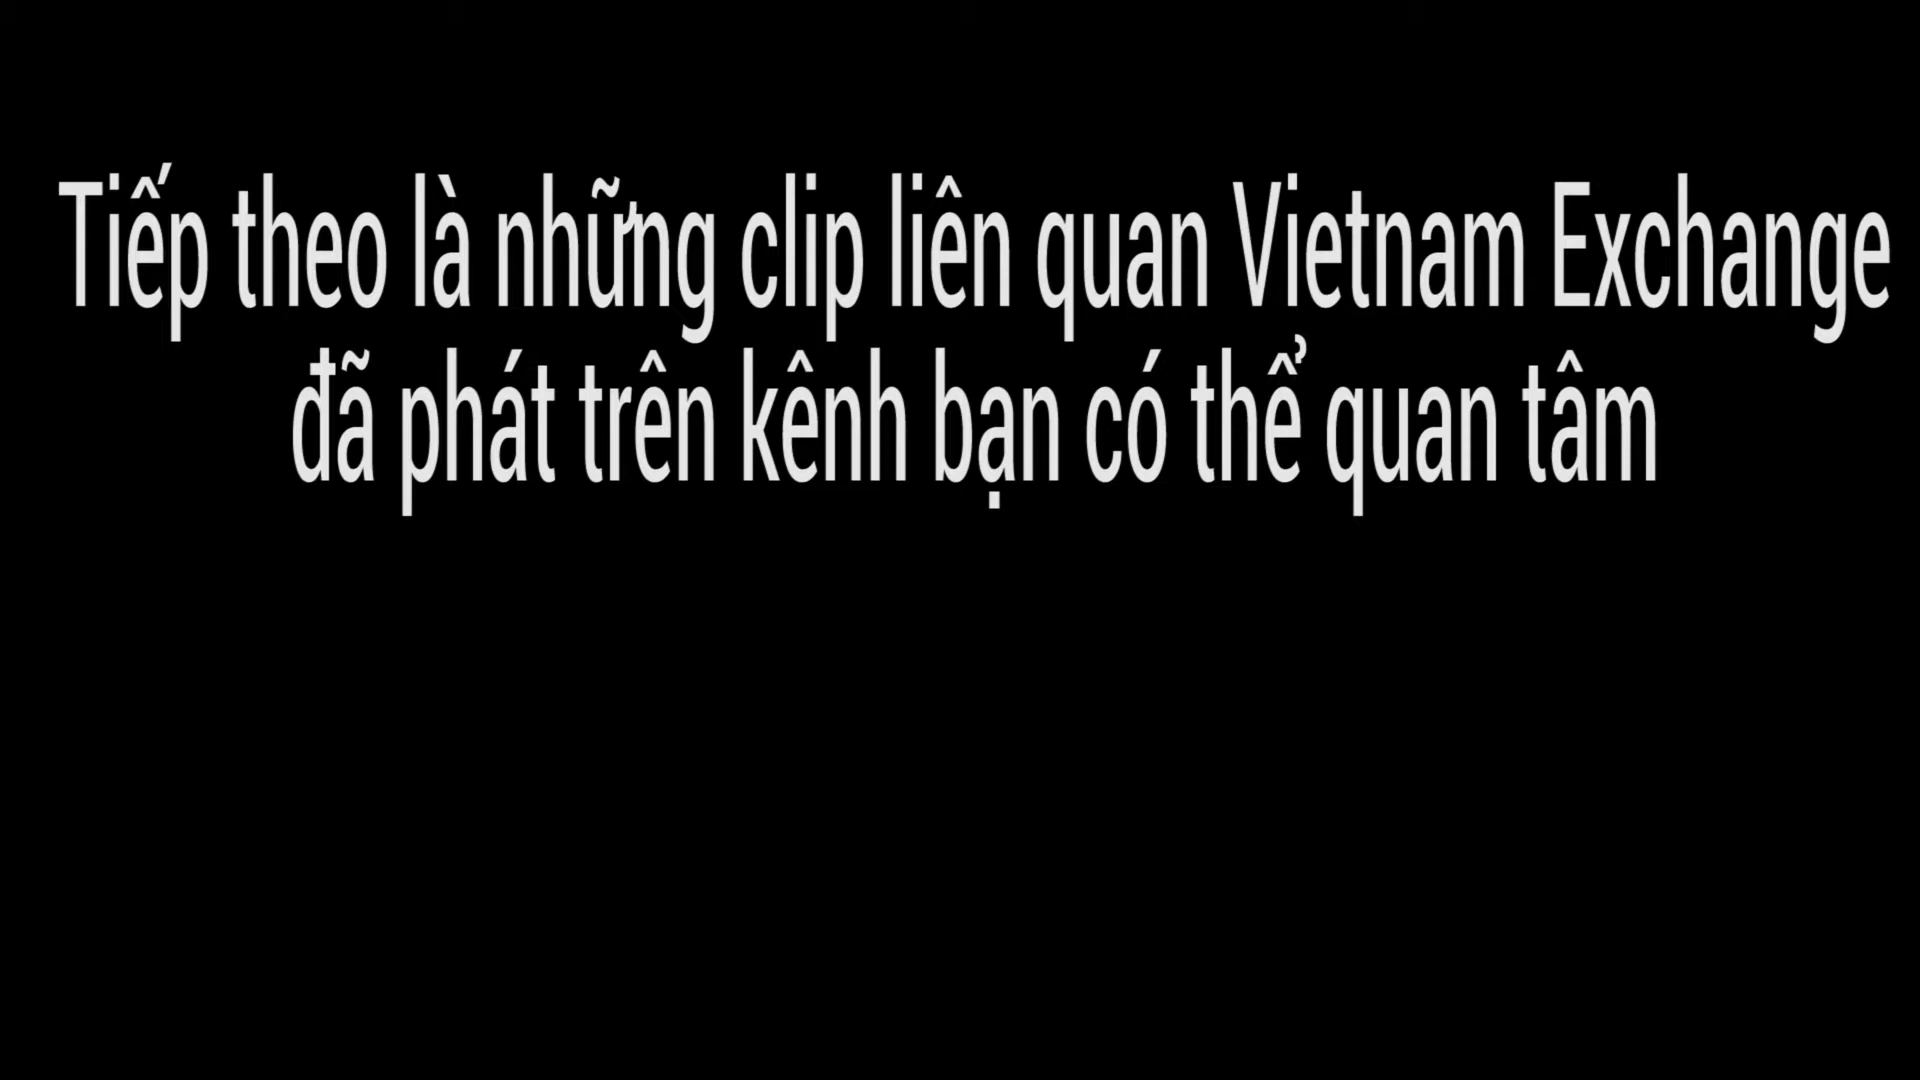 Tiếp theo là những clip liên quan Vietnam Exchange
đã phát trên kênh bạn có thể quan tâm